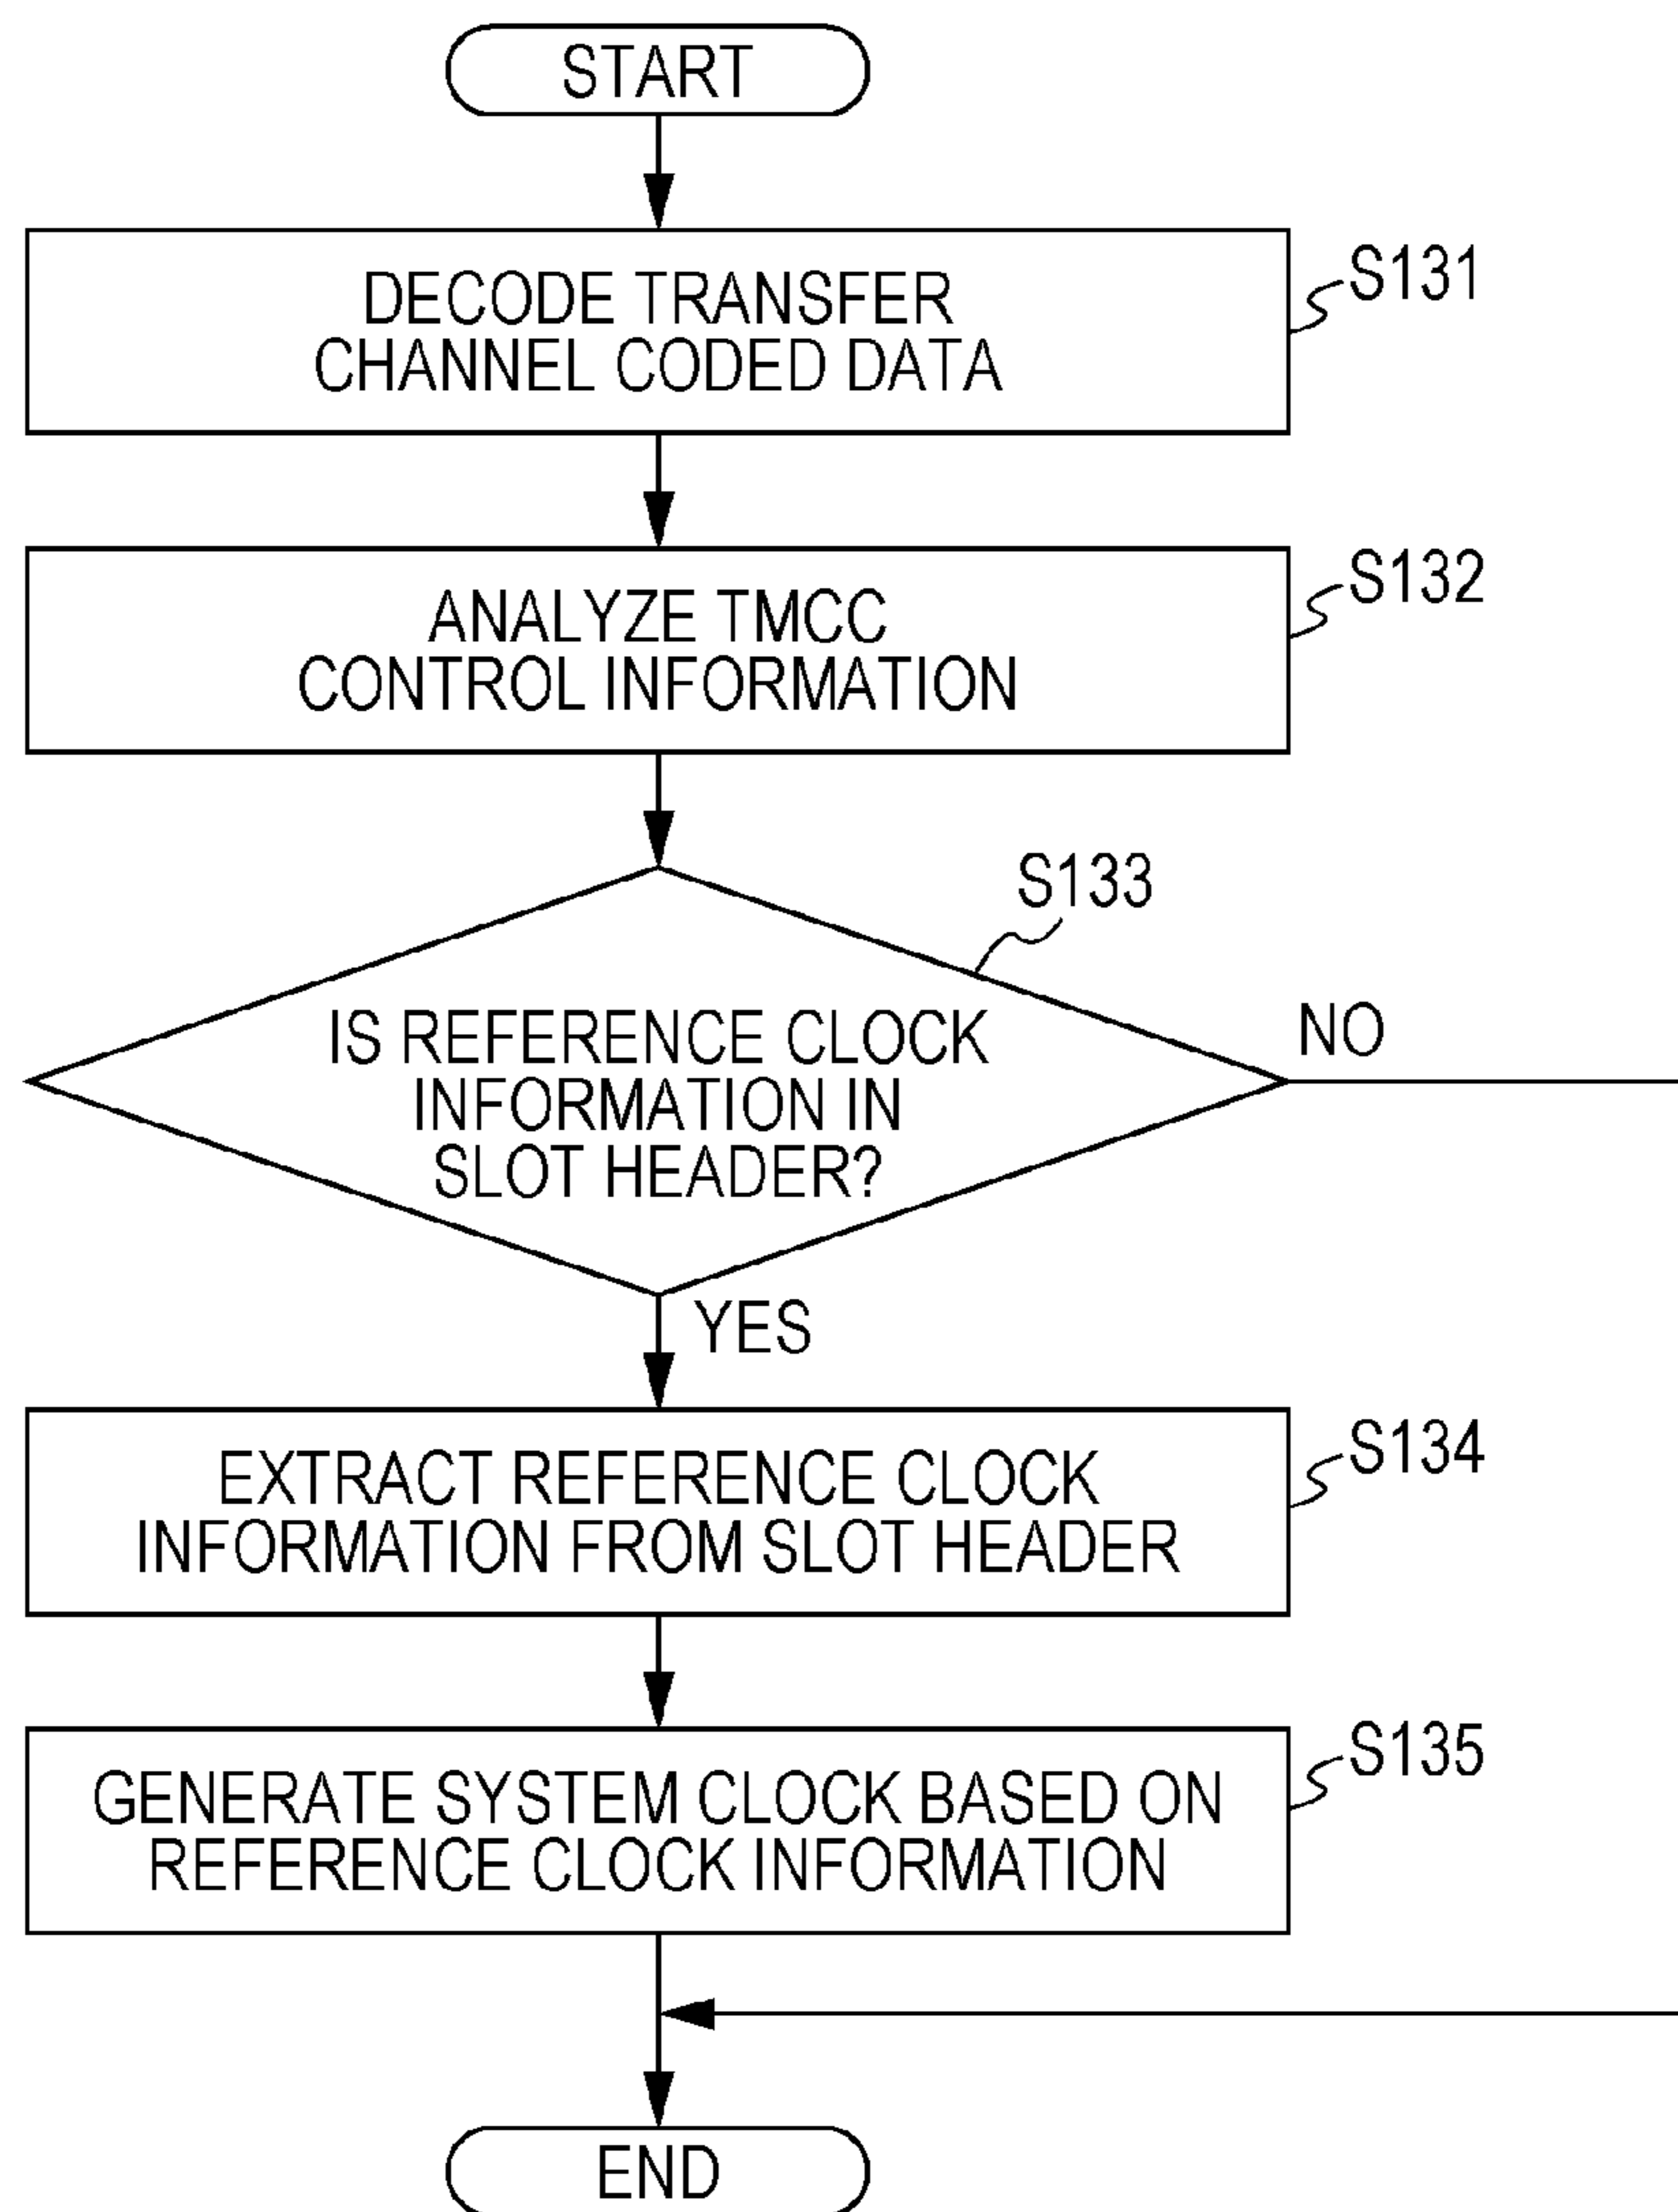 START
DECODE TRANSFER
CHANNEL CODED DATA
S131
ANALYZE TMCC
CONTROL INFORMATION
S132
S133
IS REFERENCE CLOCK
INFORMATION IN
SLOT HEADER?
NO
YES
EXTRACT REFERENCE CLOCK
INFORMATION FROM SLOT HEADER
S134
GENERATE SYSTEM CLOCK BASED ON
REFERENCE CLOCK INFORMATION
S135
END